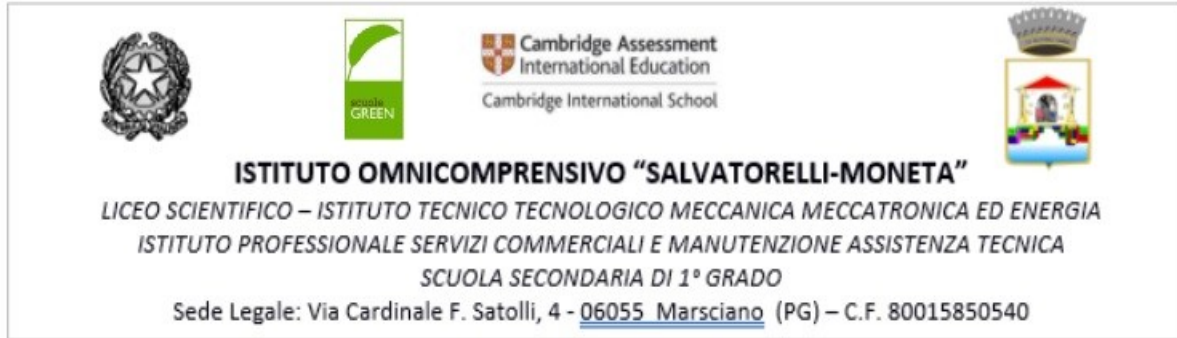 scuola
GREEN
Cambridge Assessment
International Education
Cambridge International School
ISTITUTO OMNICOMPRENSIVO “SALVATORELLI-MONETA”
LICEO SCIENTIFICO – ISTITUTO TECNICO TECNOLOGICO MECCANICA MECCATRONICA ED ENERGIA
ISTITUTO PROFESSIONALE SERVIZI COMMERCIALI E MANUTENZIONE ASSISTENZA TECNICA
SCUOLA SECONDARIA DI 1° GRADO
Sede Legale: Via Cardinale F. Satolli, 4 - 06055 Marsciano (PG) – C.F. 80015850540